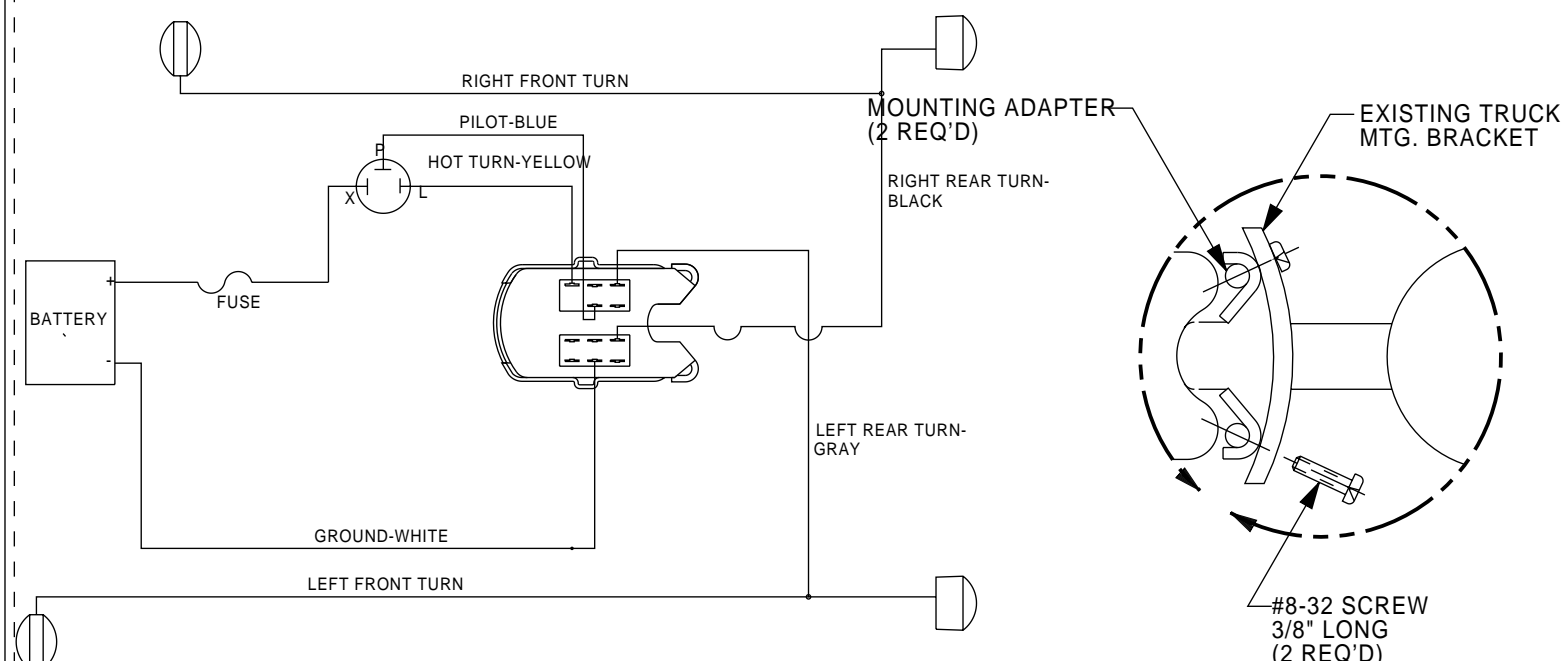 RIGHT FRONT TURN
PILOT-BLUE
P
HOT TURN-YELLOW
X
L
MOUNTING ADAPTER
(2 REQ'D)
EXISTING TRUCK
MTG. BRACKET
RIGHT REAR TURN-
BLACK
+
FUSE
BATTERY
-
LEFT REAR TURN-
GRAY
GROUND-WHITE
LEFT FRONT TURN
#8-32 SCREW
3/8" LONG
(2 REQ'D)